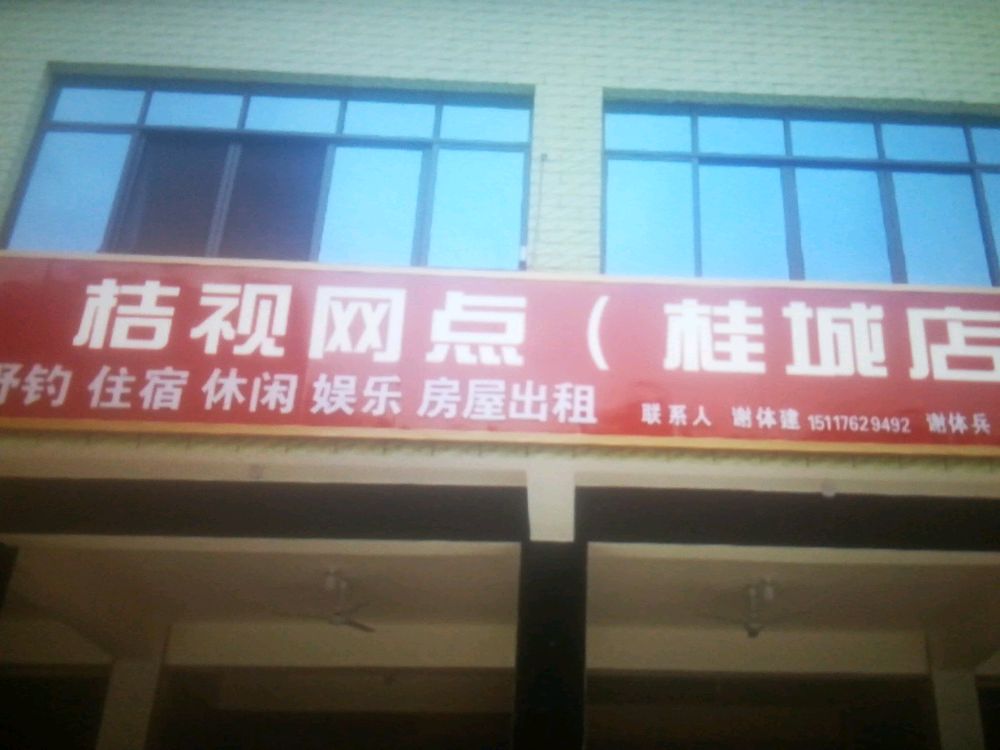 桔视网点（桂城店
野钓 住宿 休闲 娱乐 房屋出租 联系人 谢体建 15117629492 谢体兵